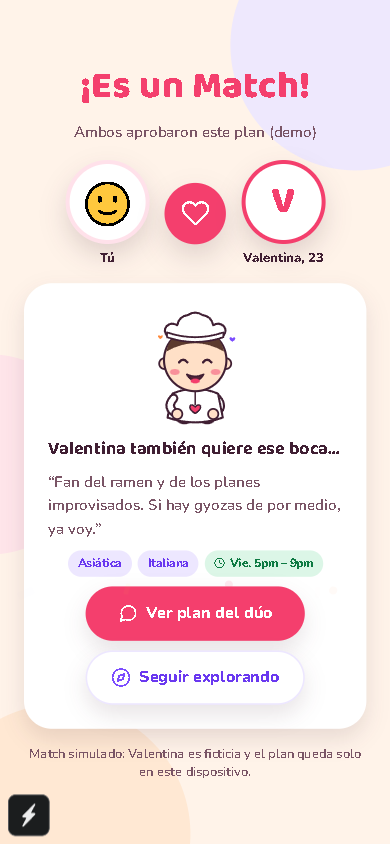 ¡Es un Match!
Ambos aprobaron este plan (demo)
V
Tú
Valentina, 23
Valentina también quiere ese boca...
“Fan del ramen y de los planes
improvisados. Si hay gyozas de por medio,
ya voy.”
Asiática
Italiana
Vie. 5pm – 9pm
Ver plan del dúo
Seguir explorando
Match simulado: Valentina es ficticia y el plan queda solo
en este dispositivo.